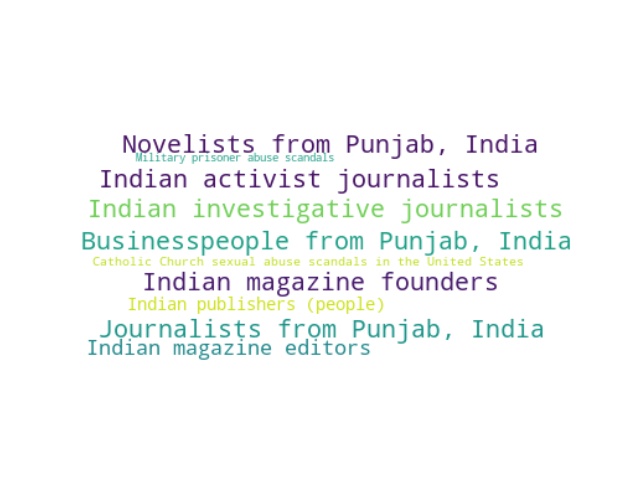 Novelists from Punjab, India
Military prisoner abuse scandals
Indian activist journalists
Indian investigative journalists
Businesspeople from Punjab, India
Catholic Church sexual abuse scandals in the United States
Indian magazine founders
Indian publishers (people)
Journalists from Punjab, India
Indian magazine editors